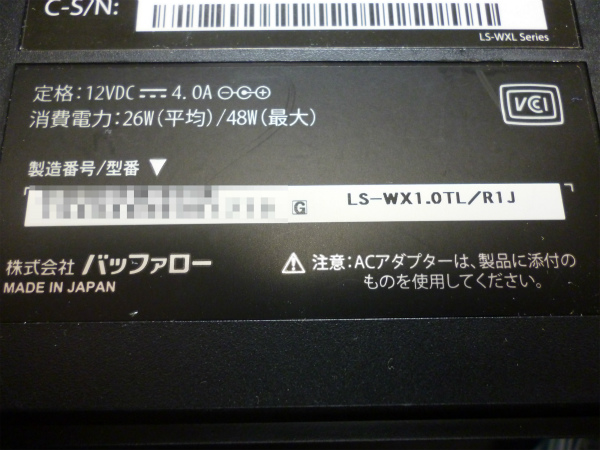 C-S/N:
LS-WXL Series
定格：12VDC ⎓ 4.0A
消費電力：26W（平均）/48W（最大）
VCCI
製造番号/型番 ▼
G LS-WX1.0TL/R1J
株式会社 バッファロー
MADE IN JAPAN
注意：ACアダプターは、製品に添付の
ものを使用してください。